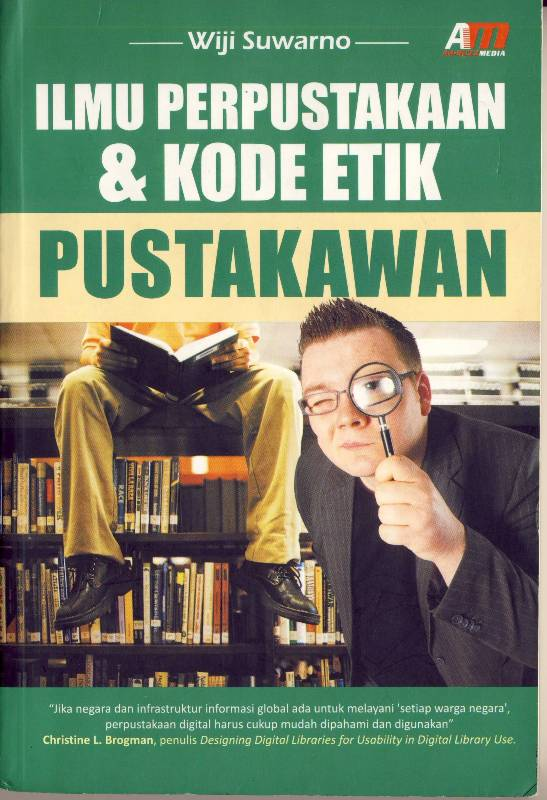 Wiji Suwarno
AM
MEDIA
ILMU PERPUSTAKAAN
& KODE ETIK
PUSTAKAWAN
"Jika negara dan infrastruktur informasi global ada untuk melayani 'setiap warga negara',
perpustakaan digital harus cukup mudah dipahami dan digunakan"
Christine L. Brogman, penulis Designing Digital Libraries for Usability in Digital Library Use.